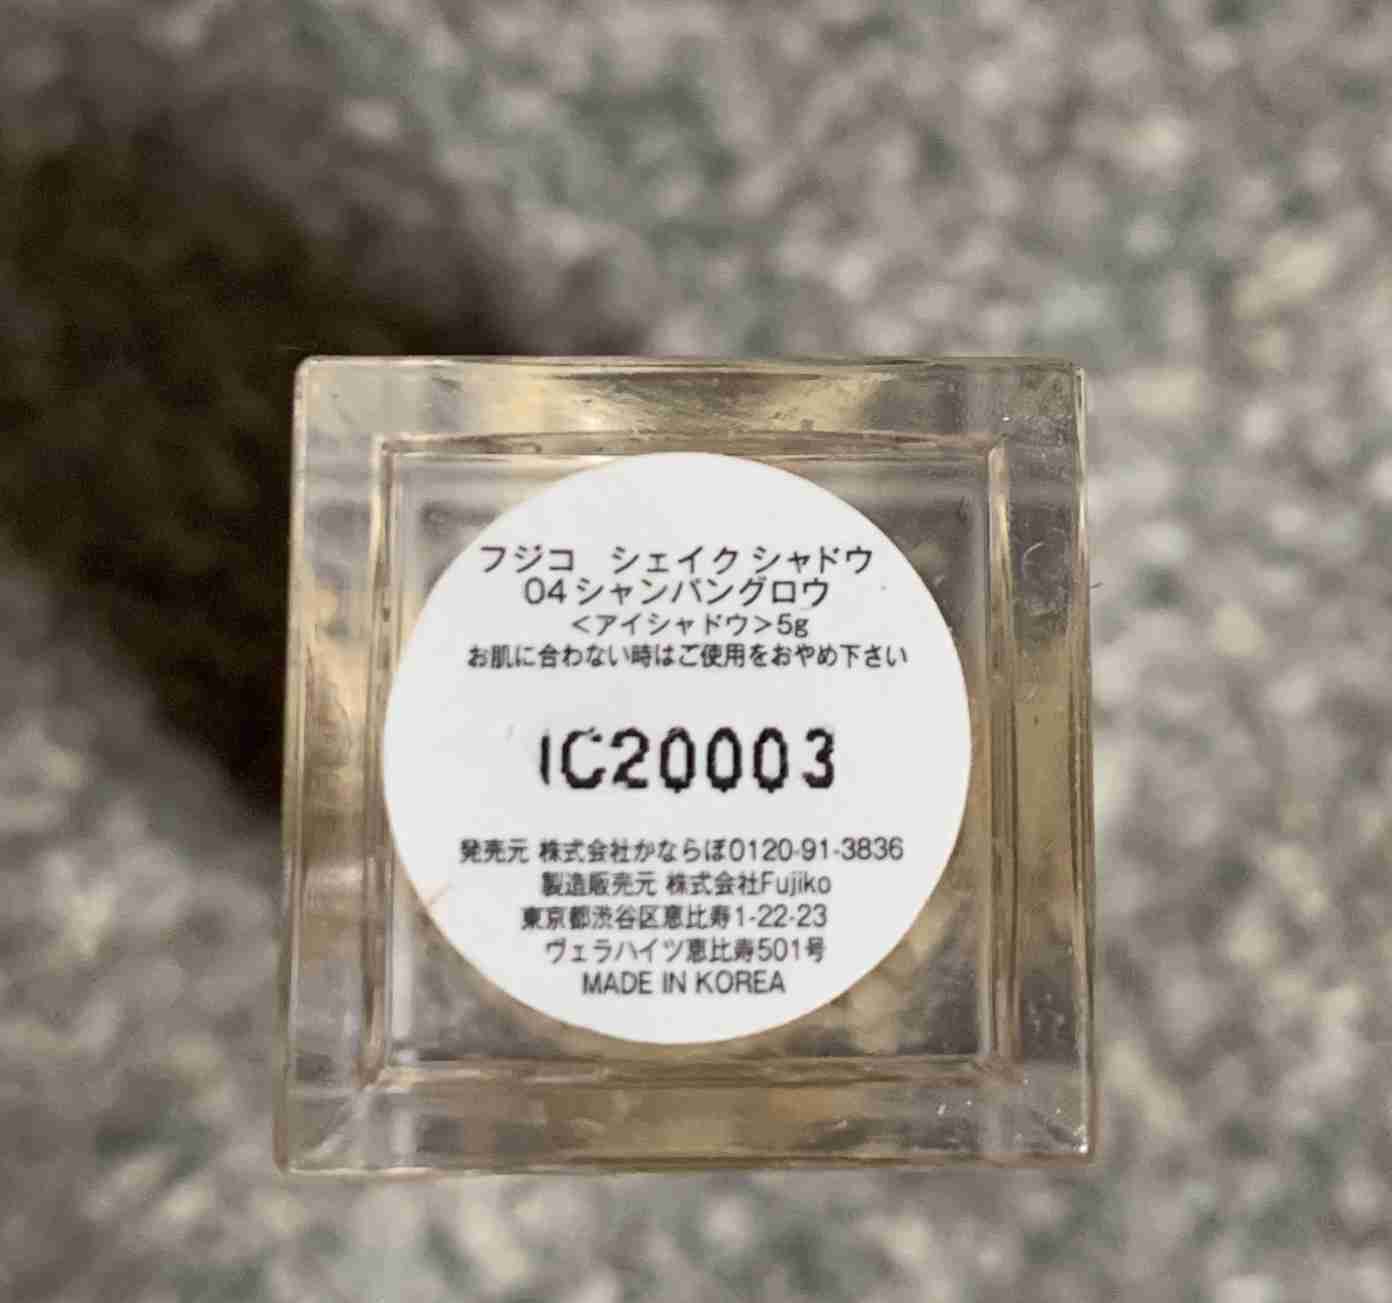 フジコ　シェイクシャドウ
04シャンパングロウ
＜アイシャドウ＞5g
お肌に合わない時はご使用をおやめ下さい
IC20003
発売元 株式会社かならぼ0120-91-3836
製造販売元 株式会社Fujiko
東京都渋谷区恵比寿1-22-23
ヴェラハイツ恵比寿501号
MADE IN KOREA